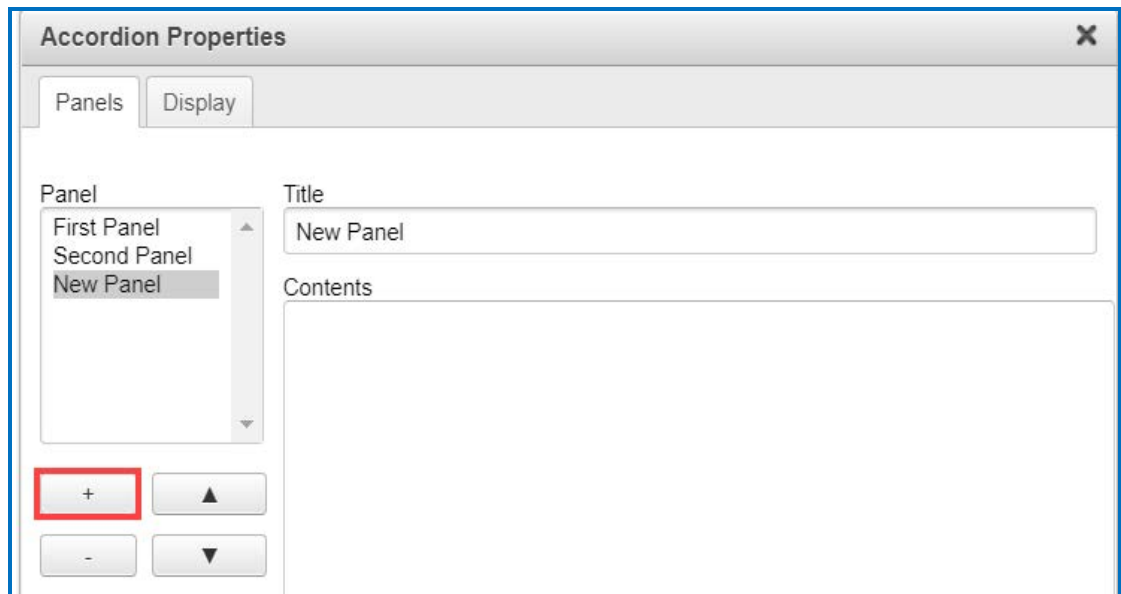 Accordion Properties
Panels
Display
Panel
Title
First Panel
Second Panel
New Panel
New Panel
Contents
+
▲
-
▼